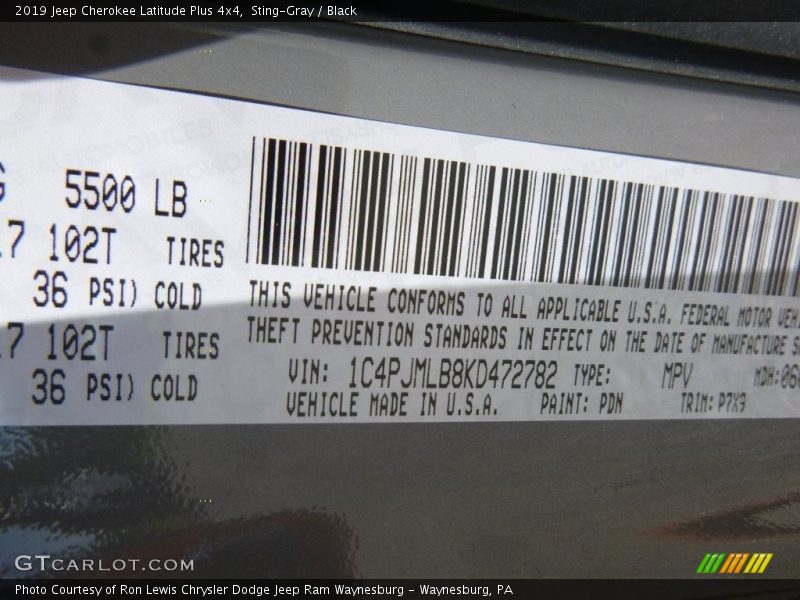 2019 Jeep Cherokee Latitude Plus 4x4, Sting-Gray / Black
5500 LB
102T TIRES
36 PSI) COLD
102T TIRES
36 PSI) COLD
THIS VEHICLE CONFORMS TO ALL APPLICABLE U.S.A. FEDERAL MOTOR
THEFT PREVENTION STANDARDS IN EFFECT ON THE DATE OF MANUFACTURE
VIN: 1C4PJMLB8KD472782 TYPE: MPV MDH:
VEHICLE MADE IN U.S.A. PAINT: PDN TRIM: P7X9
GTCARLOT.COM
Photo Courtesy of Ron Lewis Chrysler Dodge Jeep Ram Waynesburg - Waynesburg, PA